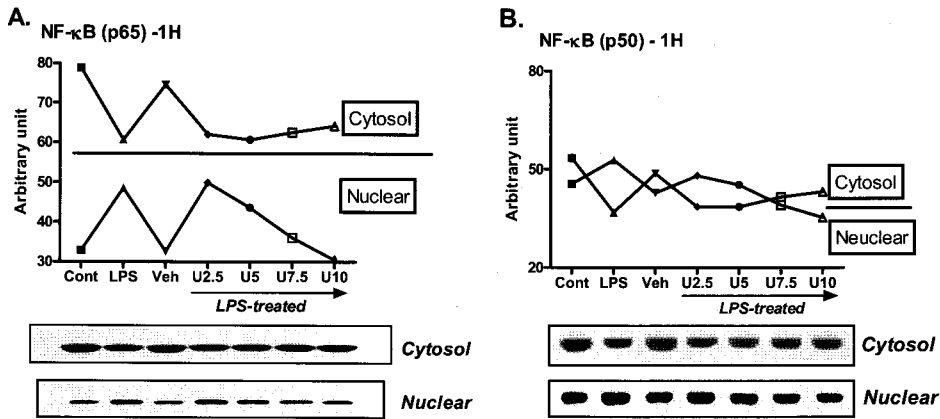 A.
NF-κB (p65) -1H
80
70
60
50
40
30
Arbitrary unit
Cytosol
Nuclear
Cont LPS Veh U2.5 U5 U7.5 U10
LPS-treated
Cytosol
Nuclear
B.
NF-κB (p50) - 1H
80
50
20
Arbitrary unit
Cytosol
Neuclear
Cont LPS Veh U2.5 U5 U7.5 U10
LPS-treated
Cytosol
Nuclear